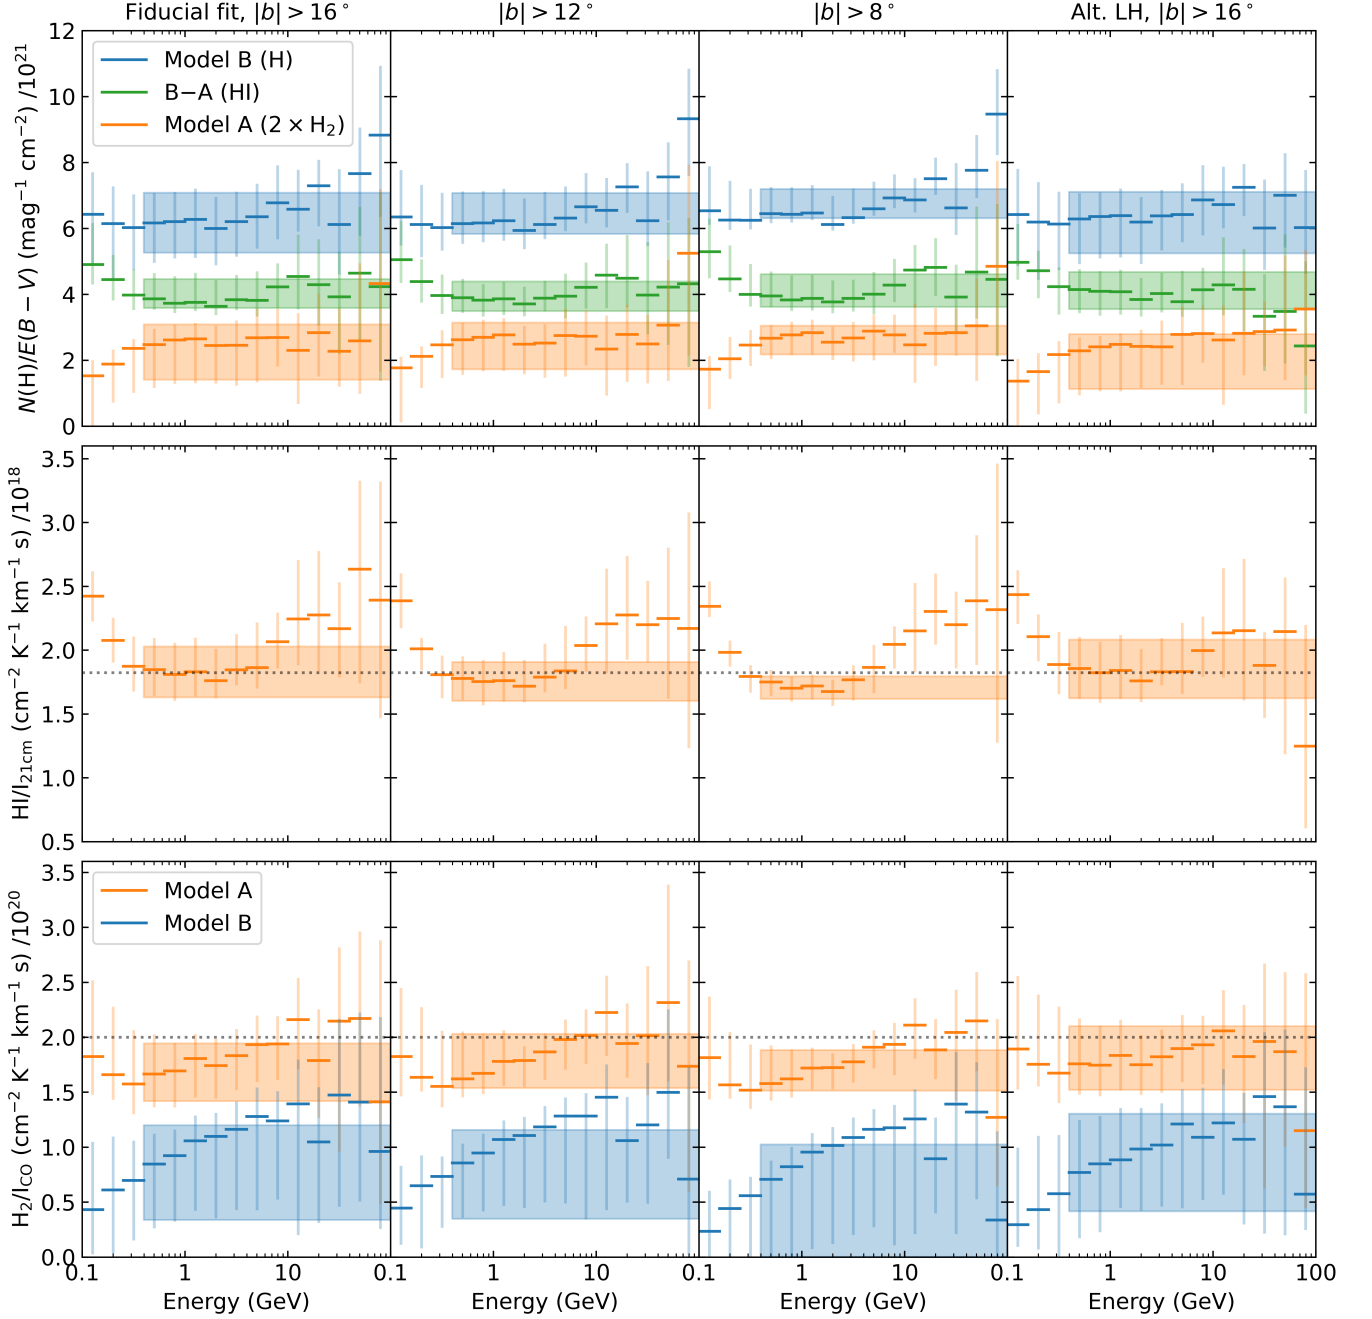 Fiducial fit, |b| > 16°
|b| > 12°
|b| > 8°
Alt. LH, |b| > 16°
N(H)/E(B − V) (mag⁻¹ cm⁻²) /10²¹
12
10
8
6
4
2
0
Model B (H)
B−A (HI)
Model A (2 × H₂)
HI/I₂₁cm (cm⁻² K⁻¹ km⁻¹ s) /10¹⁸
3.5
3.0
2.5
2.0
1.5
1.0
0.5
H₂/I_CO (cm⁻² K⁻¹ km⁻¹ s) /10²⁰
3.5
3.0
2.5
2.0
1.5
1.0
0.5
0.0
Model A
Model B
0.1 1 10 0.1 1 10 0.1 1 10 0.1 1 10 100
Energy (GeV) Energy (GeV) Energy (GeV) Energy (GeV)